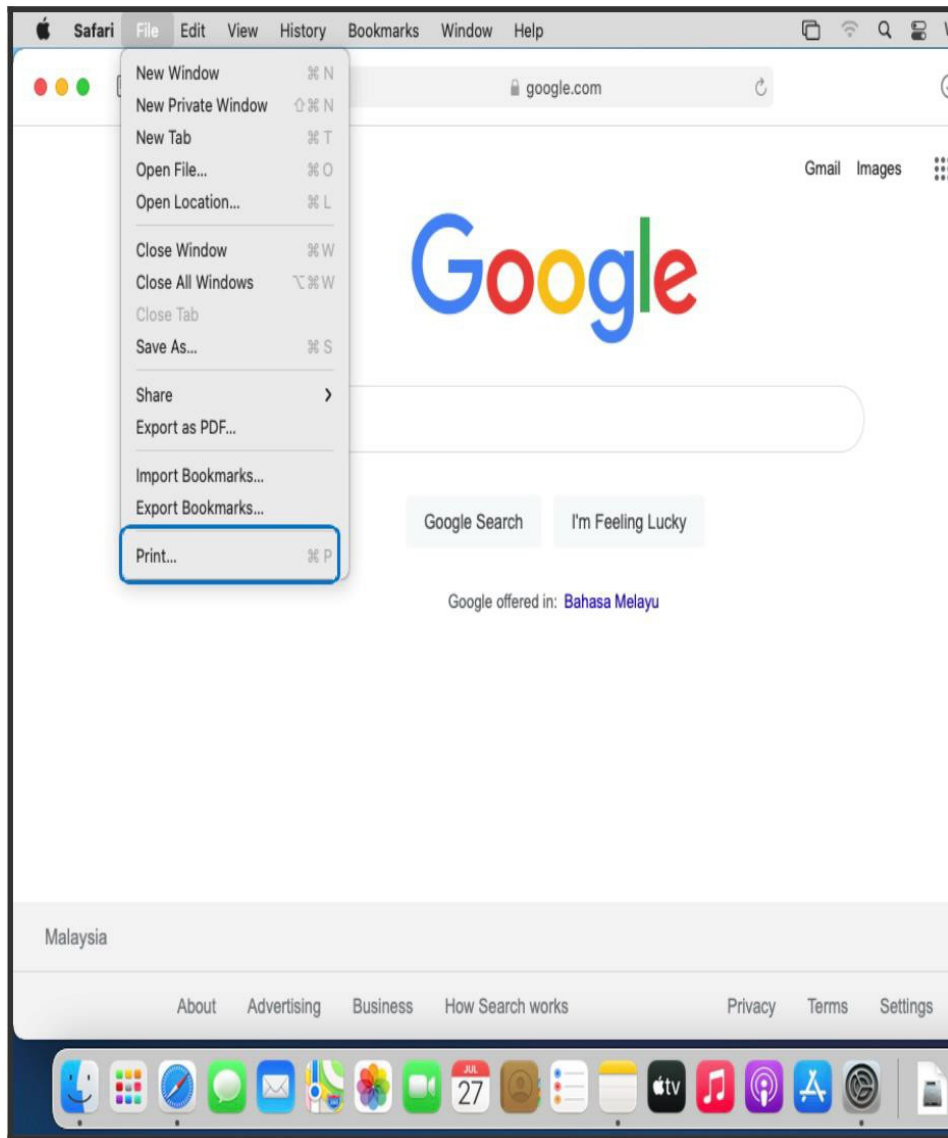 Safari File Edit View History Bookmarks Window Help
New Window ⌘ N
New Private Window ⇧ ⌘ N
New Tab ⌘ T
Open File... ⌘ O
Open Location... ⌘ L
Close Window ⌘ W
Close All Windows ⌥ ⌘ W
Close Tab
Save As... ⌘ S
Share
Export as PDF...
Import Bookmarks...
Export Bookmarks...
Print... ⌘ P
google.com
Gmail Images
Google
Google Search I'm Feeling Lucky
Google offered in: Bahasa Melayu
Malaysia
About Advertising Business How Search works Privacy Terms Settings
JUL
27
tv